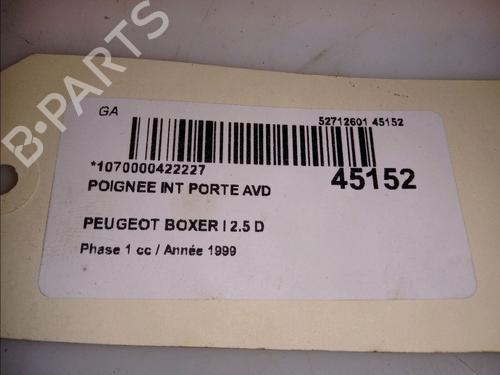 GA
52712601 45152
*1070000422227
45152
POIGNEE INT PORTE AVD
PEUGEOT BOXER I 2.5 D
Phase 1 cc / Année 1999
B-PARTS